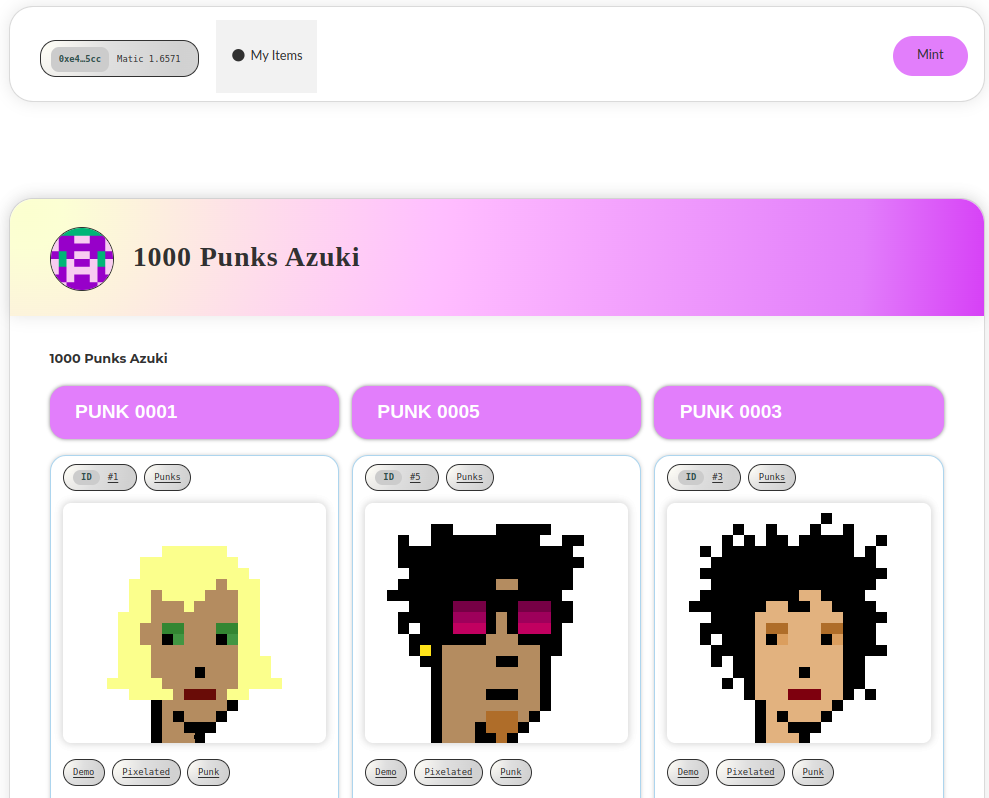 0xe4…5cc Matic 1.6571 My Items Mint
1000 Punks Azuki
1000 Punks Azuki
PUNK 0001 PUNK 0005 PUNK 0003
ID #1 Punks ID #5 Punks ID #3 Punks
Demo Pixelated Punk Demo Pixelated Punk Demo Pixelated Punk